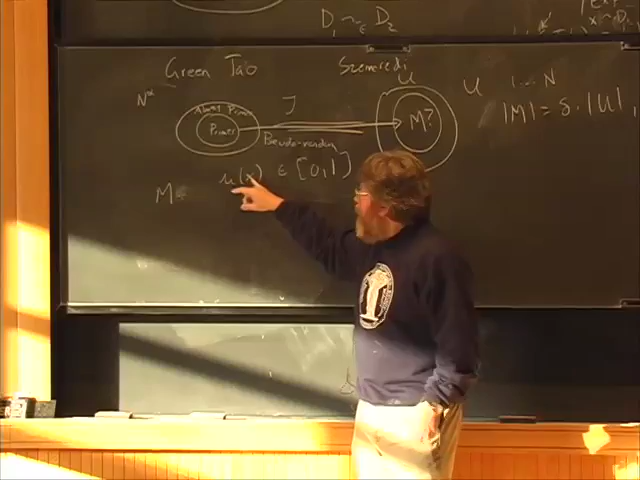 D₁ ~ε D₂
Green Tao
Szemeredi
U
U 1...N
N*
Almost Primes
J
Primes
M?
|M| = δ·|U|
Pseudo-random
μ(x) ∈ [0,1]
M